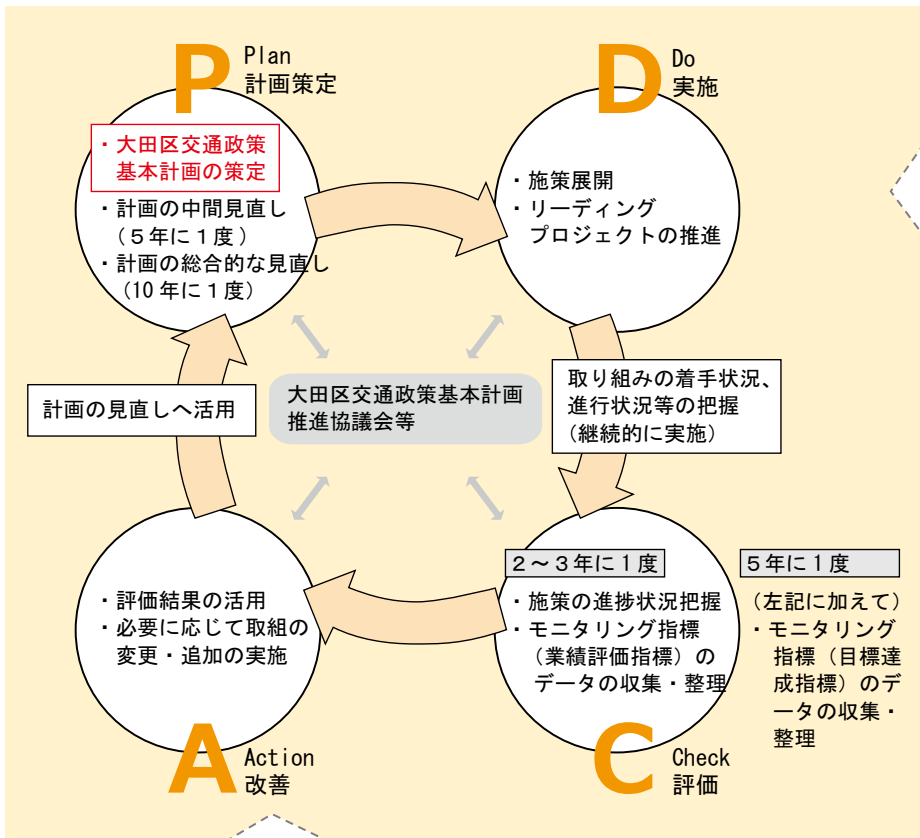 P
Plan
計画策定
・大田区交通政策
基本計画の策定
・計画の中間見直し
(5年に1度)
・計画の総合的な見直し
(10年に1度)
D
Do
実施
・施策展開
・リーディング
プロジェクトの推進
計画の見直しへ活用
大田区交通政策基本計画
推進協議会等
取り組みの着手状況、
進行状況等の把握
(継続的に実施)
・評価結果の活用
・必要に応じて取組の
変更・追加の実施
A
Action
改善
2~3年に1度
・施策の進捗状況把握
・モニタリング指標
(業績評価指標)の
データの収集・整理
5年に1度
(左記に加えて)
・モニタリング
指標(目標達
成指標)のデ
ータの収集・
整理
C
Check
評価